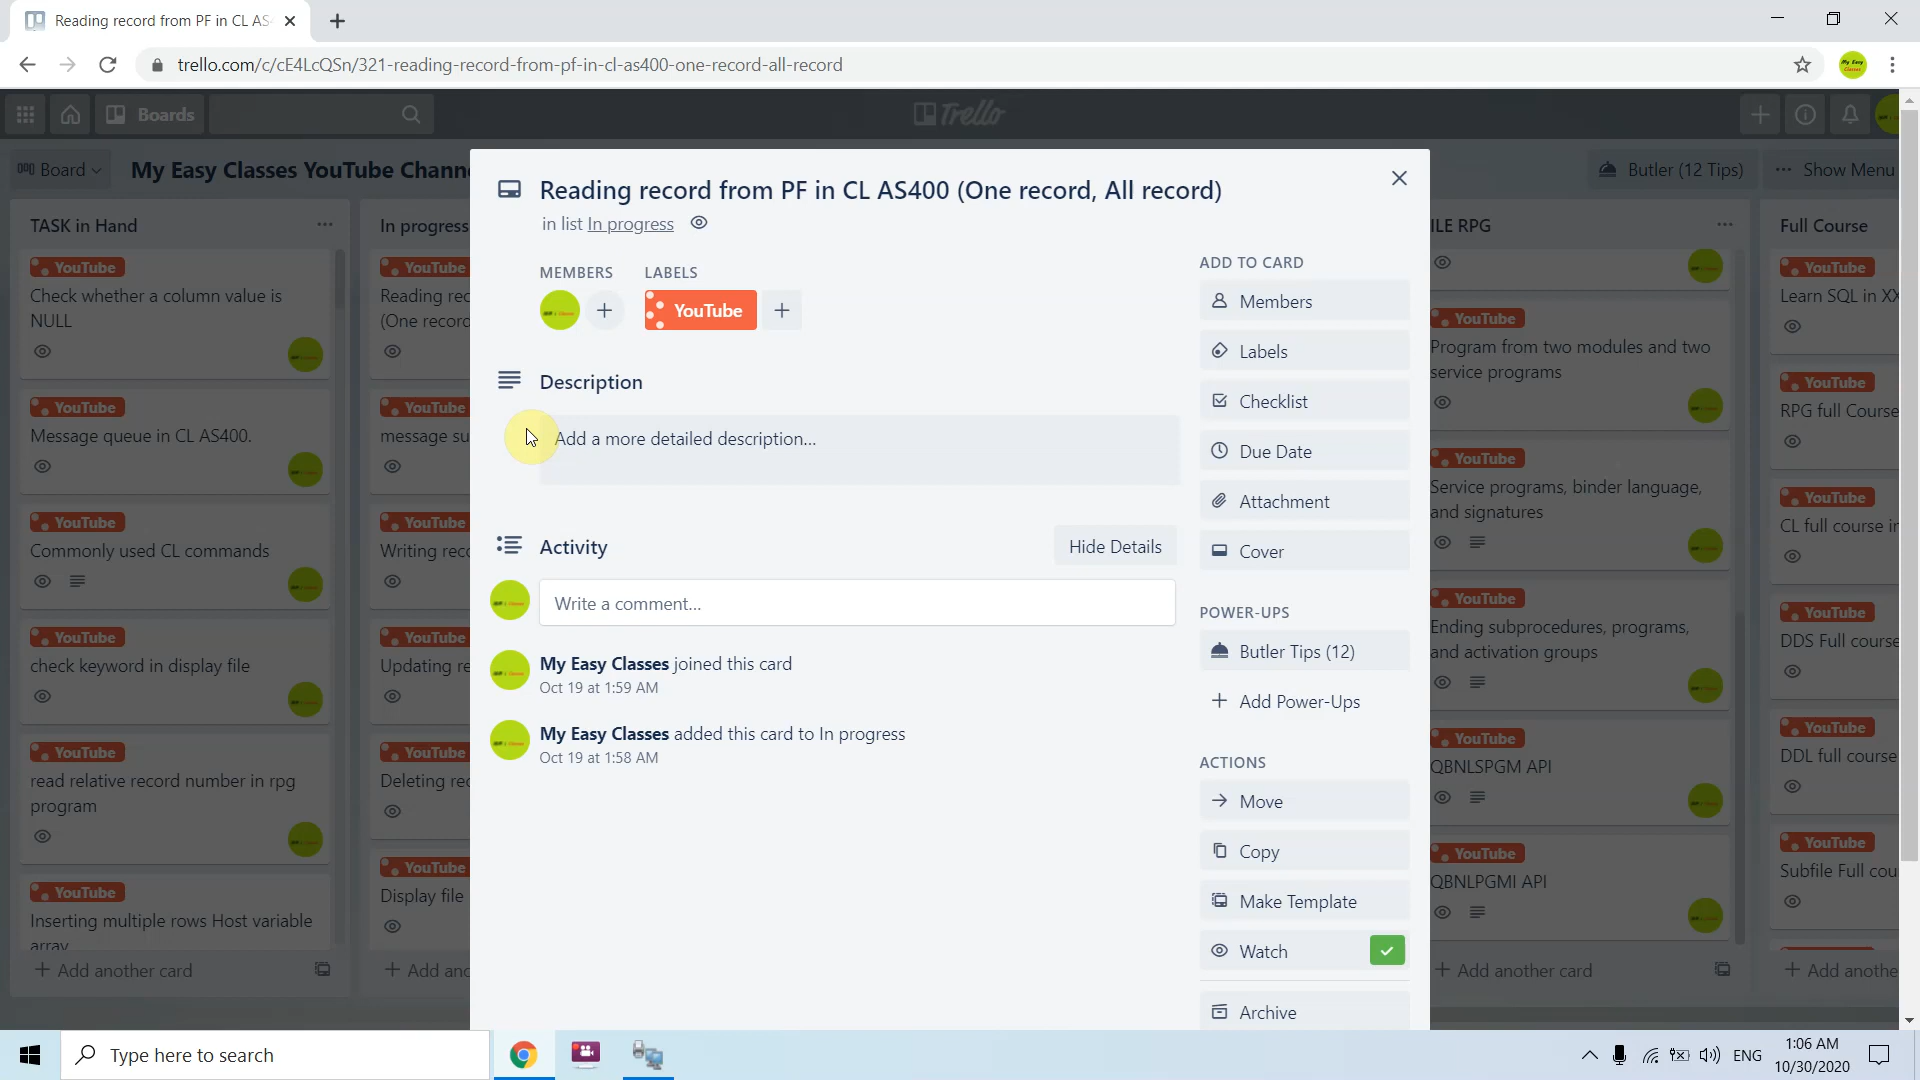 Reading record from PF in CL AS-
trello.com/c/cE4LcQSn/321-reading-record-from-pf-in-cl-as400-one-record-all-record
Boards
Trello
Board
My Easy Classes YouTube Chann
Butler (12 Tips)
Show Menu
TASK in Hand
YouTube
Check whether a column value is
NULL
YouTube
Message queue in CL AS400.
YouTube
Commonly used CL commands
YouTube
check keyword in display file
YouTube
read relative record number in rpg
program
YouTube
Inserting multiple rows Host variable
array
+ Add another card
In progress
YouTube
Reading rec
(One record
YouTube
message su
YouTube
Writing reco
YouTube
Updating re
YouTube
Deleting rec
YouTube
Display file
+ Add ano
Reading record from PF in CL AS400 (One record, All record)
in list In progress
MEMBERS
LABELS
YouTube
Description
Add a more detailed description...
Activity
Hide Details
Write a comment...
My Easy Classes joined this card
Oct 19 at 1:59 AM
My Easy Classes added this card to In progress
Oct 19 at 1:58 AM
ADD TO CARD
Members
Labels
Checklist
Due Date
Attachment
Cover
POWER-UPS
Butler Tips (12)
+ Add Power-Ups
ACTIONS
Move
Copy
Make Template
Watch
Archive
ILE RPG
YouTube
Program from two modules and two
service programs
YouTube
Service programs, binder language,
and signatures
YouTube
Ending subprocedures, programs,
and activation groups
YouTube
QBNLSPGM API
YouTube
QBNLPGMI API
+ Add another card
Full Course
YouTube
Learn SQL in XX
YouTube
RPG full Course
YouTube
CL full course in
YouTube
DDS Full course
YouTube
DDL full course
YouTube
Subfile Full cou
+ Add anothe
Type here to search
ENG
1:06 AM
10/30/2020